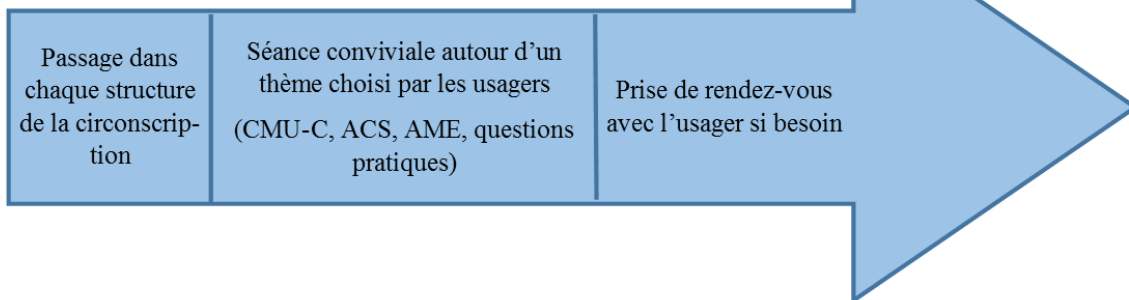 Passage dans
chaque structure
de la circonscrip-
tion
Séance conviviale autour d’un
thème choisi par les usagers
(CMU-C, ACS, AME, questions
pratiques)
Prise de rendez-vous
avec l’usager si besoin